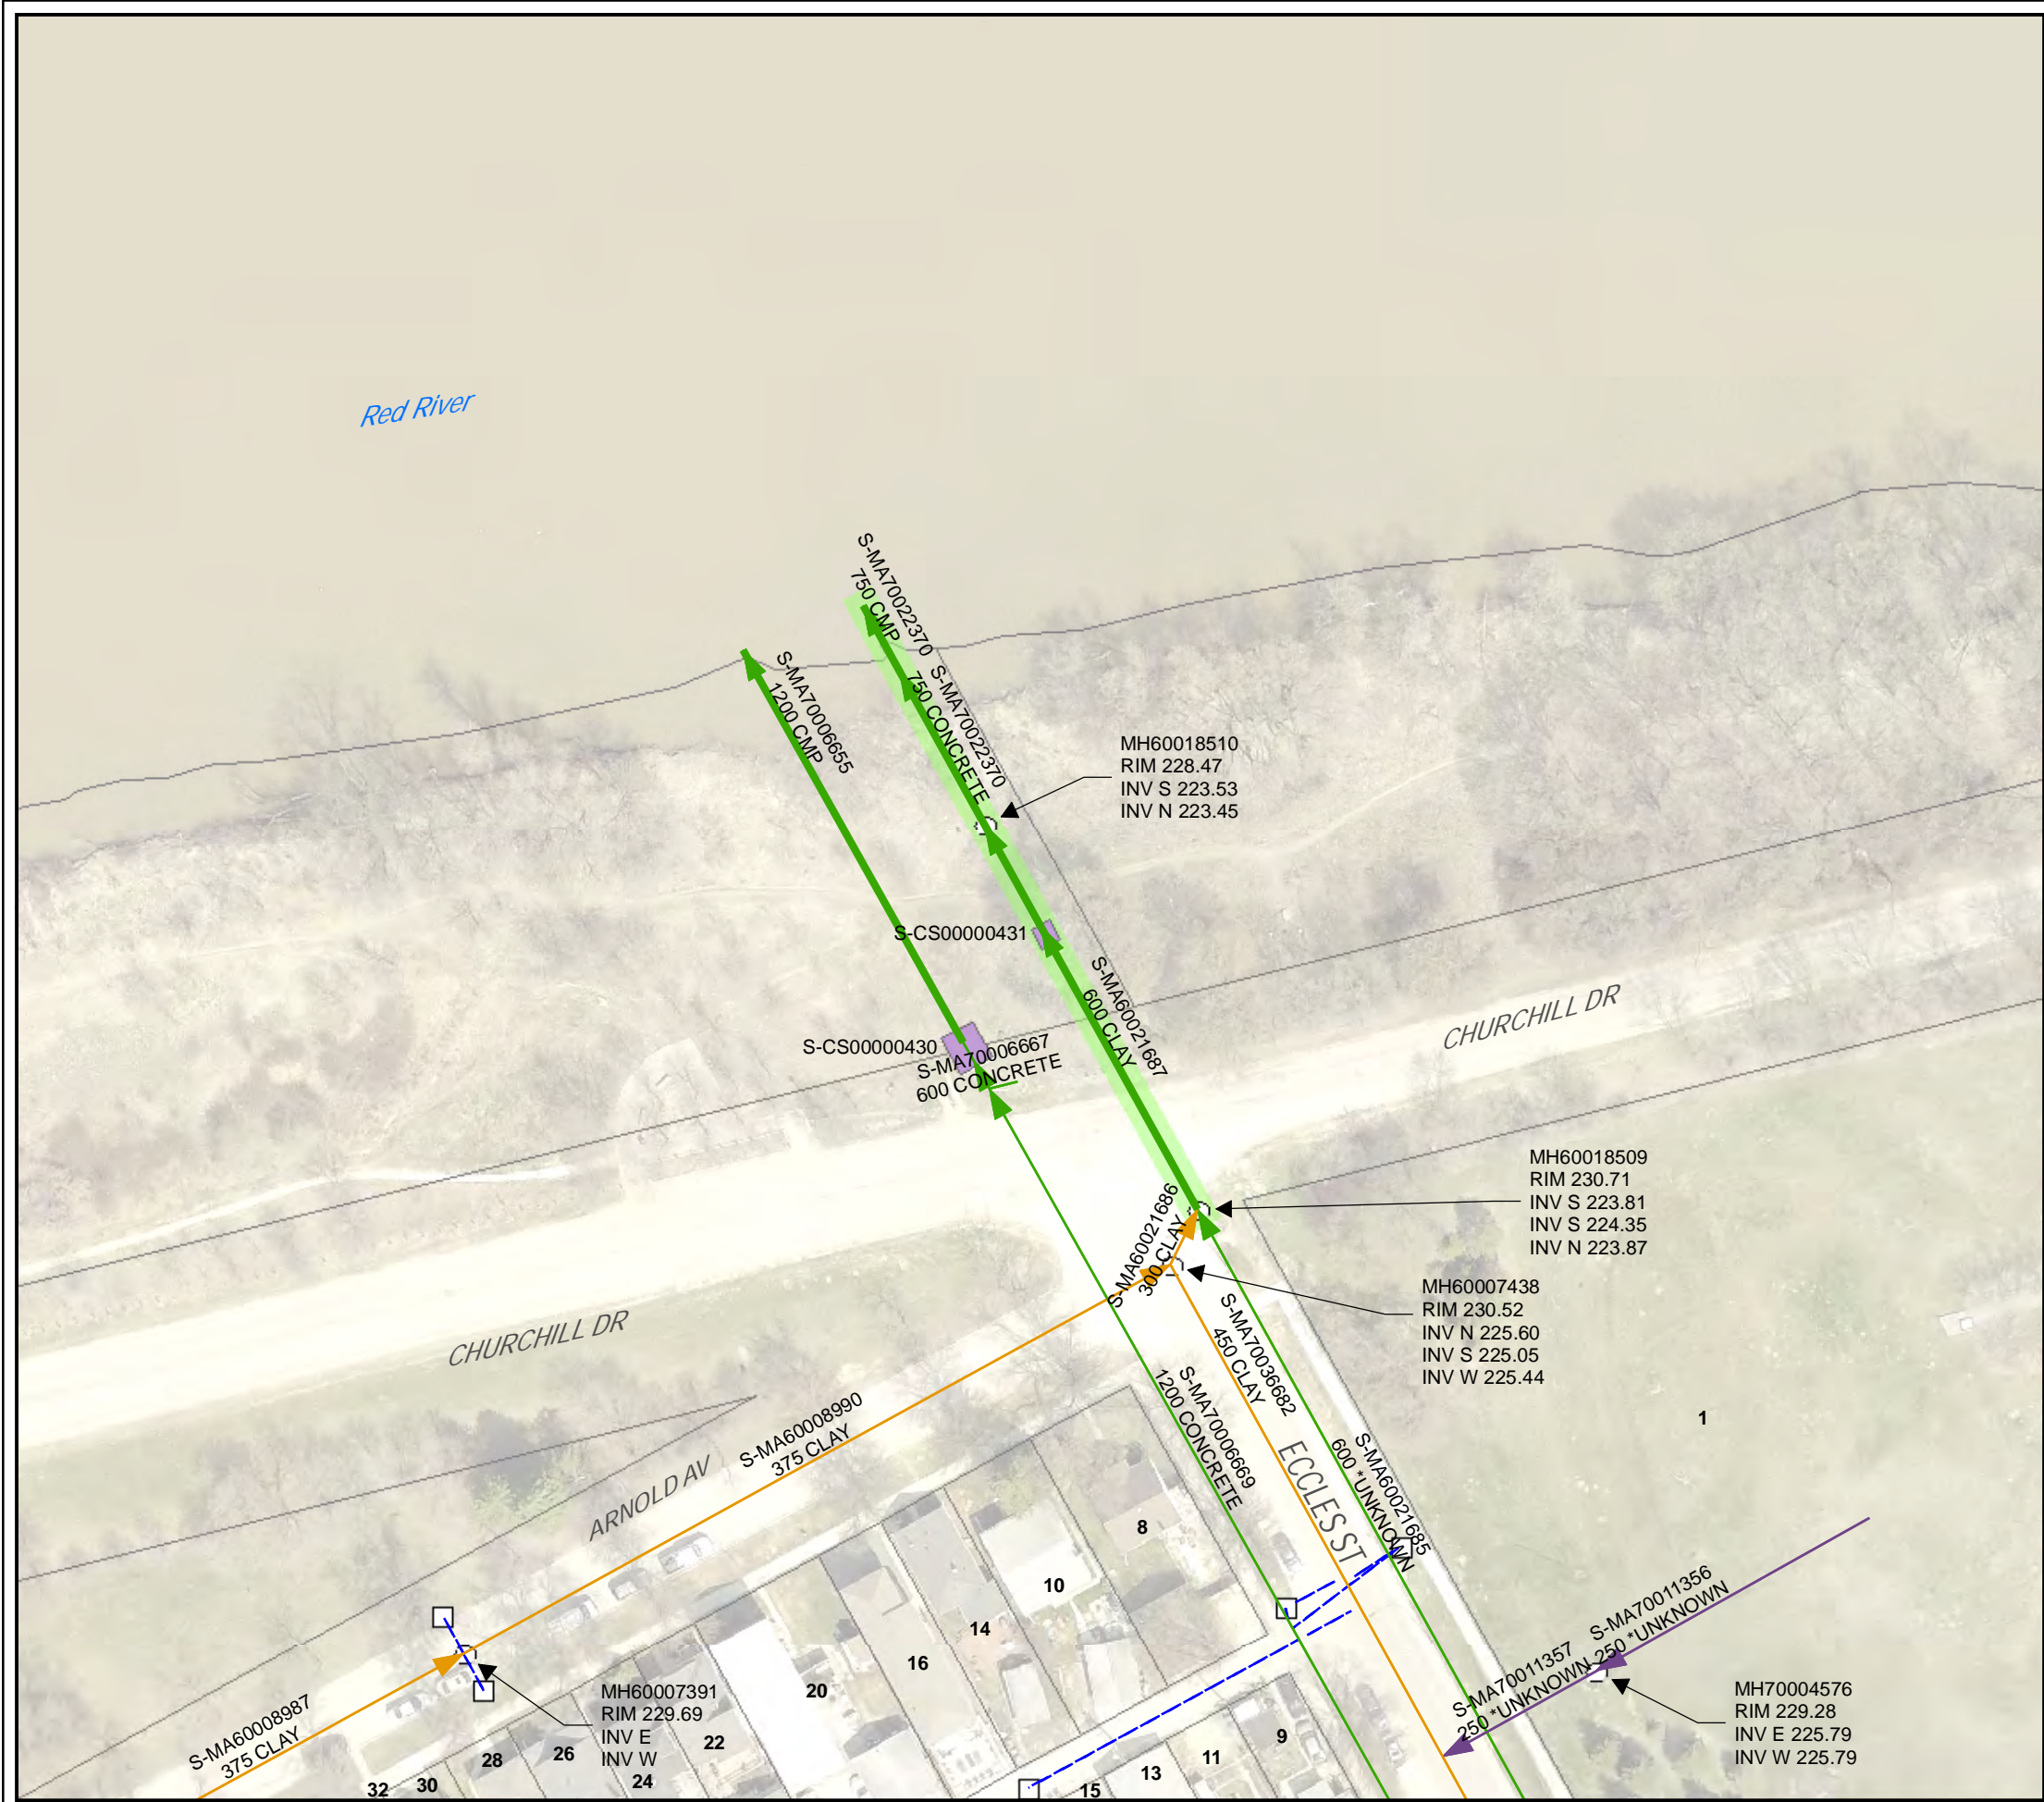 Red River
S-MA70022370
750 CMP
S-MA70022370
750 CONCRETE
S-MA70006655
1200 CMP
MH60018510
RIM 228.47
INV S 223.53
INV N 223.45
S-CS00000431
S-MA60021687
600 CLAY
CHURCHILL DR
S-CS00000430
S-MA70006667
600 CONCRETE
MH60018509
RIM 230.71
INV S 223.81
INV S 224.35
INV N 223.87
S-MA60021686
300 CLAY
MH60007438
RIM 230.52
INV N 225.60
INV S 225.05
INV W 225.44
CHURCHILL DR
S-MA70036682
450 CLAY
S-MA70006669
1200 CONCRETE
S-MA60008990
375 CLAY
ARNOLD AV
ECCLES ST
S-MA60021685
600 *UNKNOWN
1
8
10
14
16
20
22
24
26
28
30
32
S-MA70011356
250 *UNKNOWN
S-MA70011357
250 *UNKNOWN
MH70004576
RIM 229.28
INV E 225.79
INV W 225.79
MH60007391
RIM 229.69
INV E
INV W
S-MA60008987
375 CLAY
9
11
13
15